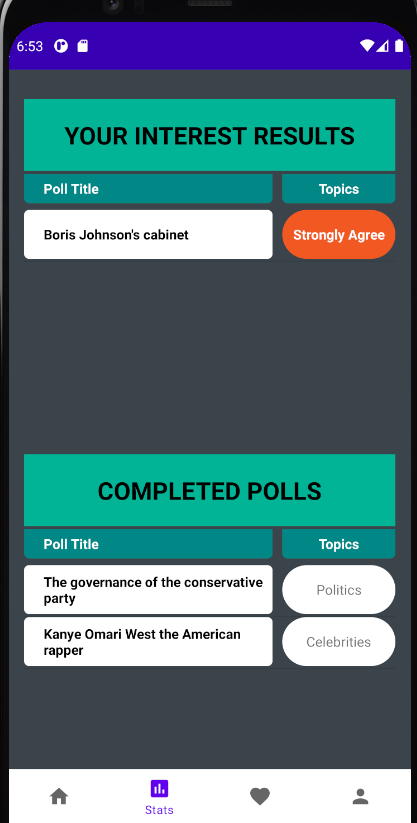 6:53
YOUR INTEREST RESULTS
Poll Title Topics
Boris Johnson's cabinet Strongly Agree
COMPLETED POLLS
Poll Title Topics
The governance of the conservative
party
Politics
Kanye Omari West the American
rapper
Celebrities
Stats